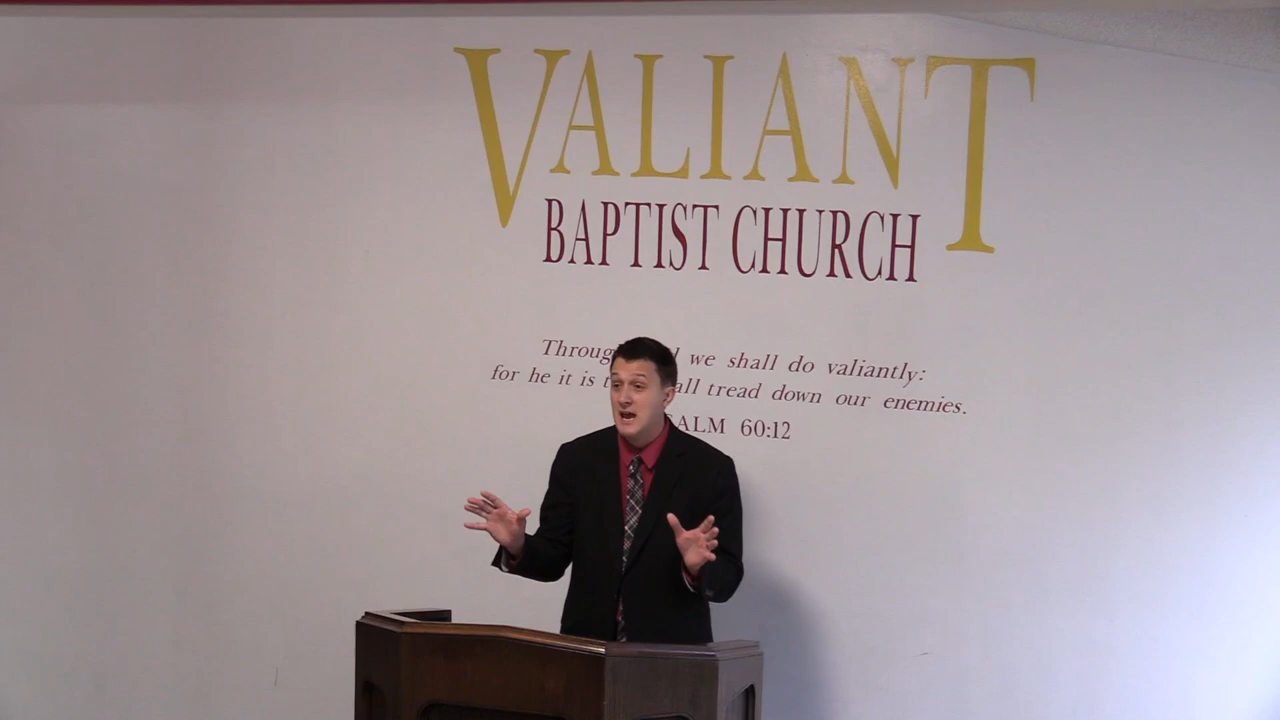 VALIANT
BAPTIST CHURCH
Throug we shall do valiantly:
for he it is all tread down our enemies.
ALM 60:12